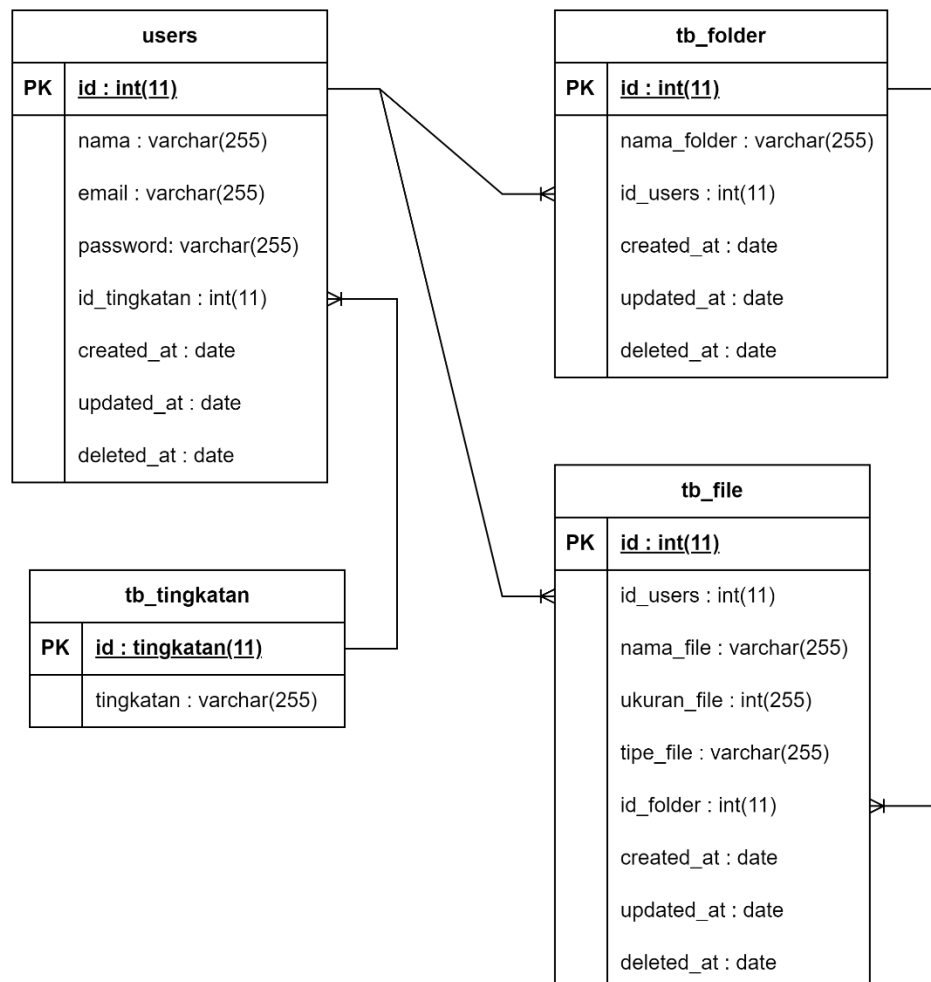 users
PK id : int(11)
nama : varchar(255)
email : varchar(255)
password: varchar(255)
id_tingkatan : int(11)
created_at : date
updated_at : date
deleted_at : date
tb_folder
PK id : int(11)
nama_folder : varchar(255)
id_users : int(11)
created_at : date
updated_at : date
deleted_at : date
tb_tingkatan
PK id : tingkatan(11)
tingkatan : varchar(255)
tb_file
PK id : int(11)
id_users : int(11)
nama_file : varchar(255)
ukuran_file : int(255)
tipe_file : varchar(255)
id_folder : int(11)
created_at : date
updated_at : date
deleted_at : date